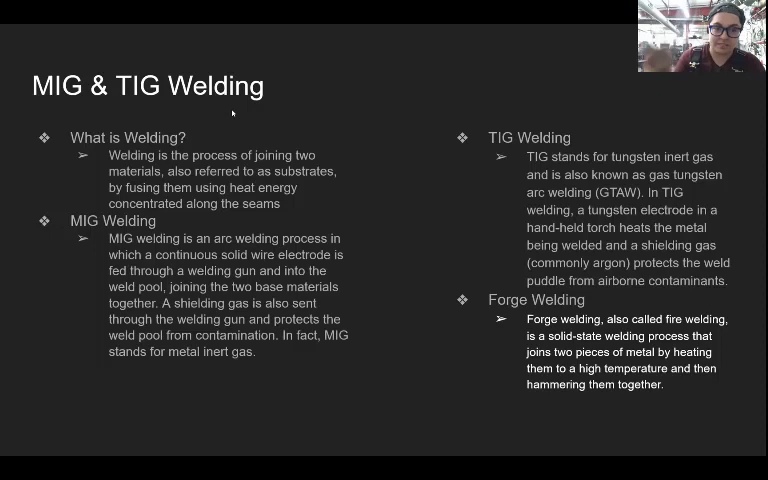 MIG & TIG Welding
What is Welding?
Welding is the process of joining two
materials, also referred to as substrates,
by fusing them using heat energy
concentrated along the seams
MIG Welding
MIG welding is an arc welding process in
which a continuous solid wire electrode is
fed through a welding gun and into the
weld pool, joining the two base materials
together. A shielding gas is also sent
through the welding gun and protects the
weld pool from contamination. In fact, MIG
stands for metal inert gas.
TIG Welding
TIG stands for tungsten inert gas
and is also known as gas tungsten
arc welding (GTAW). In TIG
welding, a tungsten electrode in a
hand-held torch heats the metal
being welded and a shielding gas
(commonly argon) protects the weld
puddle from airborne contaminants.
Forge Welding
Forge welding, also called fire welding,
is a solid-state welding process that
joins two pieces of metal by heating
them to a high temperature and then
hammering them together.